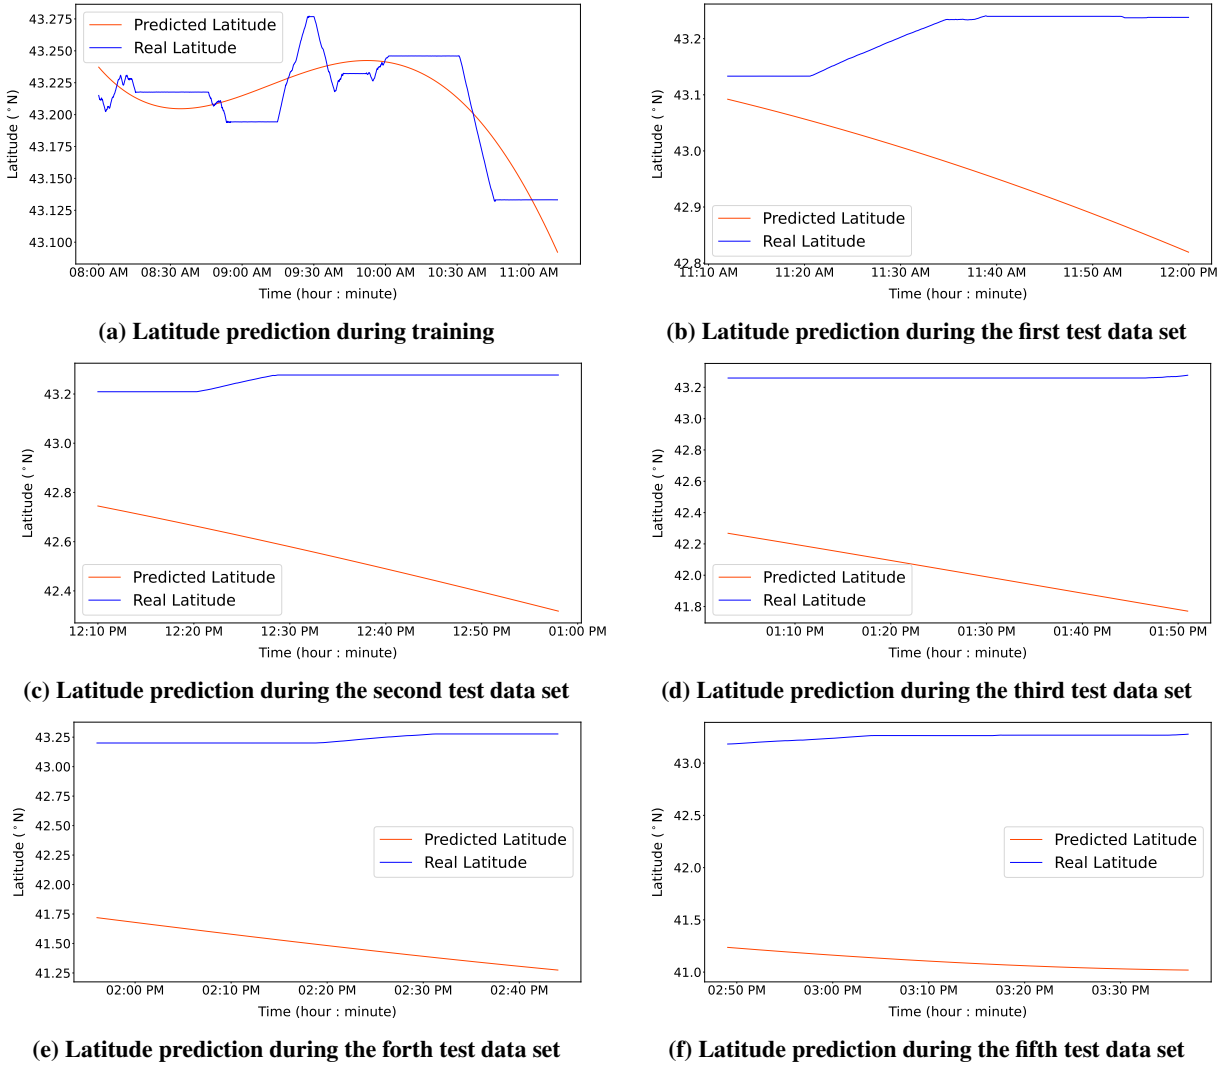 43.275
43.250
43.225
43.200
43.175
43.150
43.125
43.100
Latitude (°N)
Predicted Latitude
Real Latitude
08:00 AM 08:30 AM 09:00 AM 09:30 AM 10:00 AM 10:30 AM 11:00 AM
Time (hour : minute)
(a) Latitude prediction during training
43.2
43.1
43.0
42.9
42.8
Latitude (°N)
Predicted Latitude
Real Latitude
11:10 AM 11:20 AM 11:30 AM 11:40 AM 11:50 AM 12:00 PM
Time (hour : minute)
(b) Latitude prediction during the first test data set
43.2
43.0
42.8
42.6
42.4
Latitude (°N)
Predicted Latitude
Real Latitude
12:10 PM 12:20 PM 12:30 PM 12:40 PM 12:50 PM 01:00 PM
Time (hour : minute)
(c) Latitude prediction during the second test data set
43.2
43.0
42.8
42.6
42.4
42.2
42.0
41.8
Latitude (°N)
Predicted Latitude
Real Latitude
01:10 PM 01:20 PM 01:30 PM 01:40 PM 01:50 PM
Time (hour : minute)
(d) Latitude prediction during the third test data set
43.25
43.00
42.75
42.50
42.25
42.00
41.75
41.50
41.25
Latitude (°N)
Predicted Latitude
Real Latitude
02:00 PM 02:10 PM 02:20 PM 02:30 PM 02:40 PM
Time (hour : minute)
(e) Latitude prediction during the forth test data set
43.0
42.5
42.0
41.5
41.0
Latitude (°N)
Predicted Latitude
Real Latitude
02:50 PM 03:00 PM 03:10 PM 03:20 PM 03:30 PM
Time (hour : minute)
(f) Latitude prediction during the fifth test data set